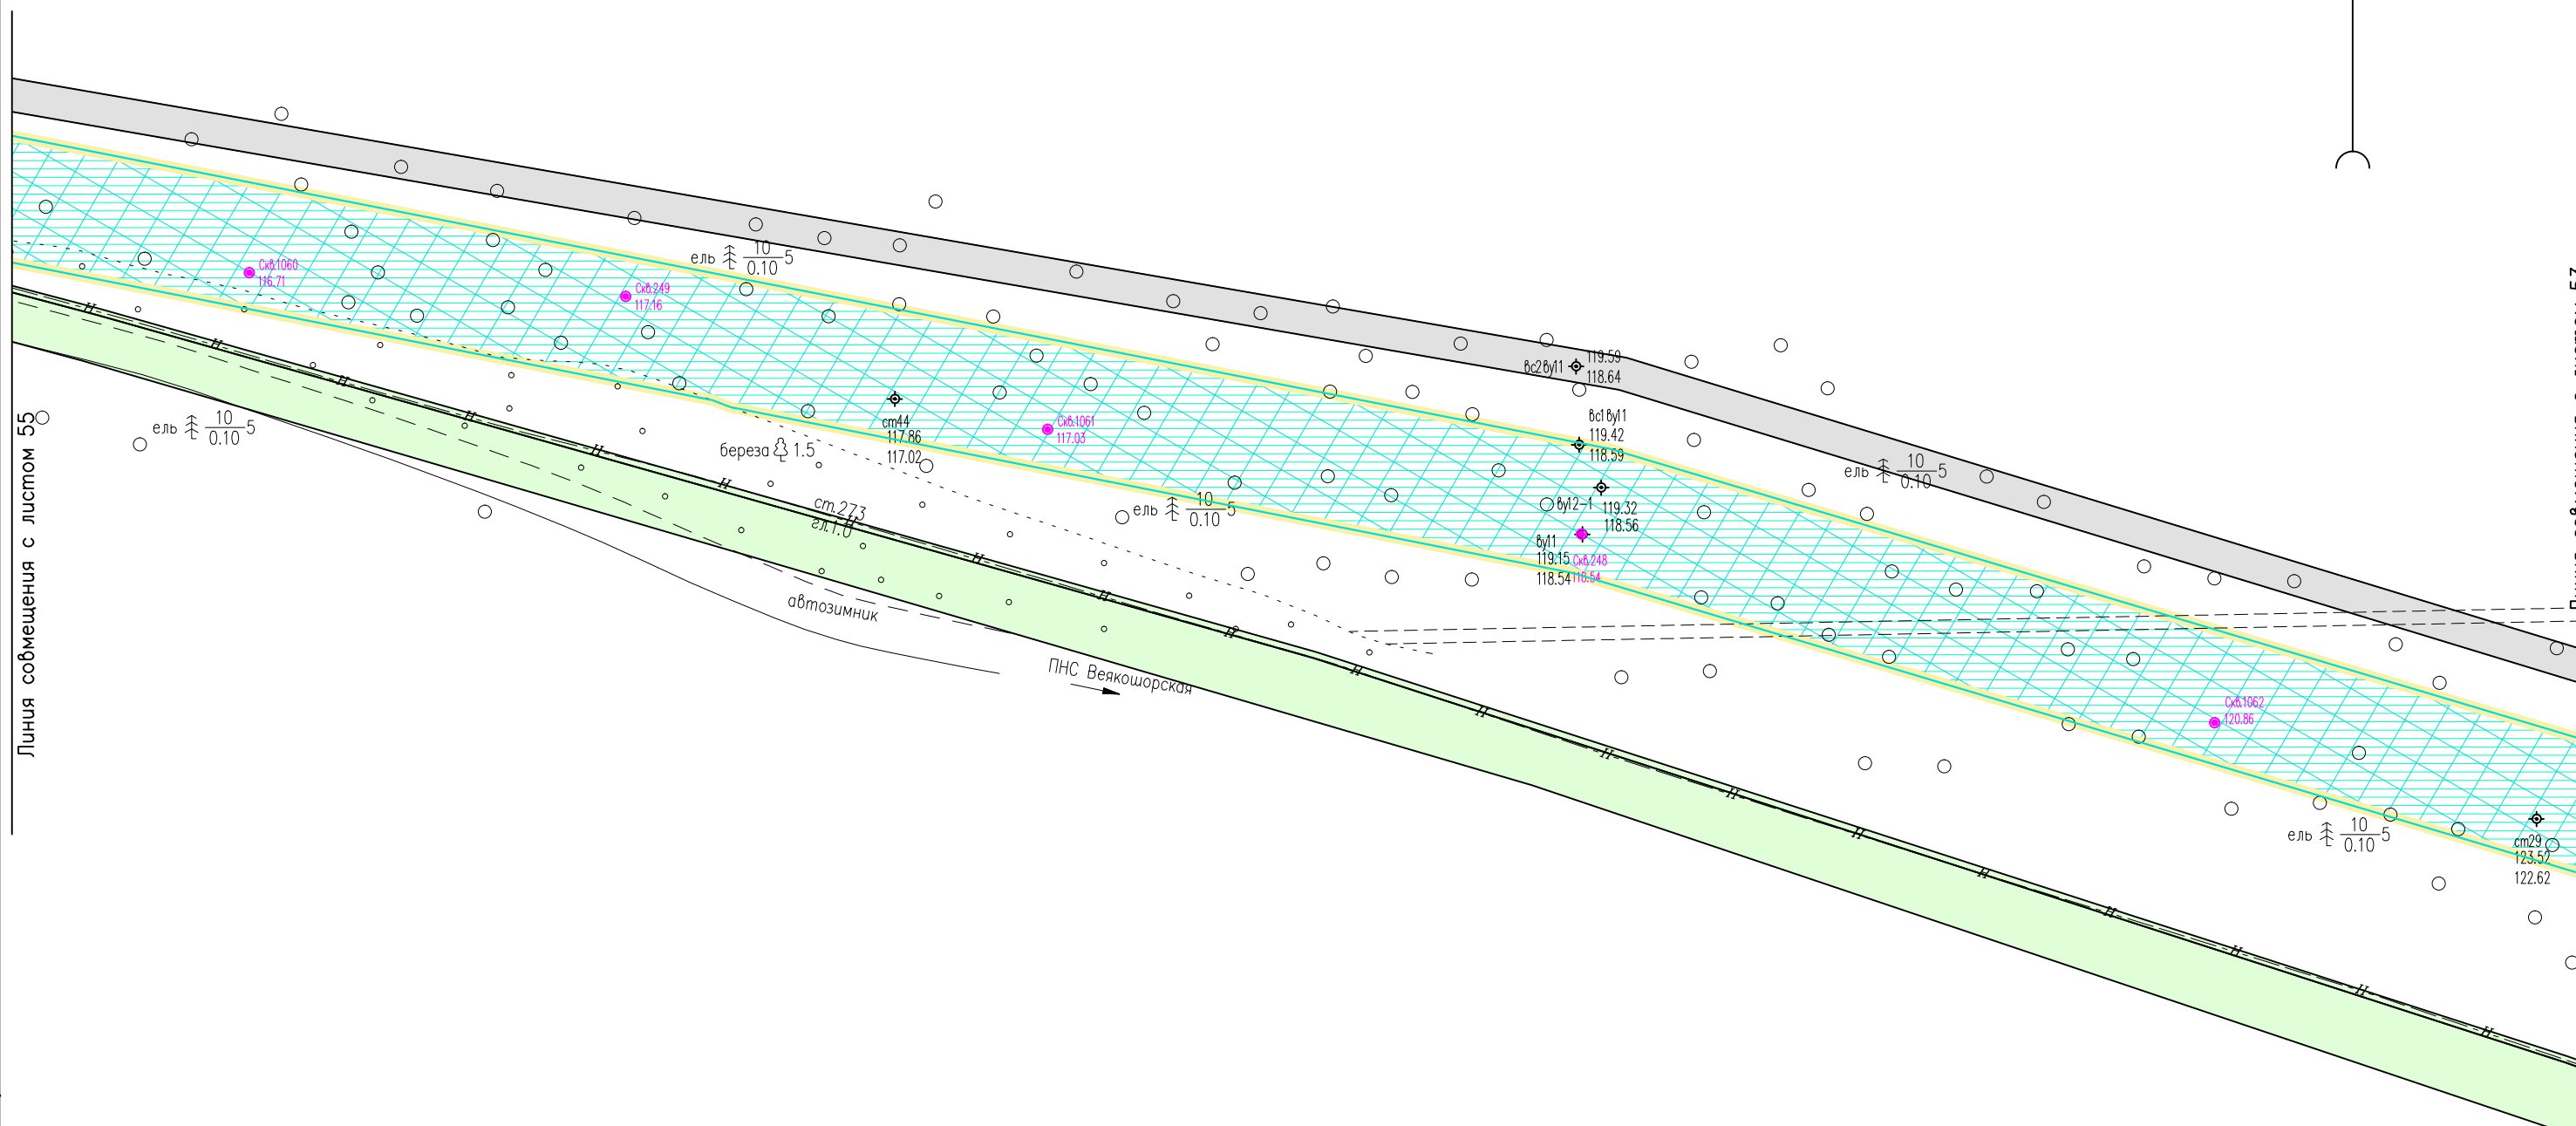 Линия совмещения с листом 55
Скв.1060
116.71
Скв.249
117.16
ель 10 0.10 5
ель 10 0.10 5
ст44
117.86
117.02
Скв.1061
117.03
береза 1.5
ст.273
гл.1.0
автозимник
ПНС Веякошорская
ель 10 0.10 5
вс2ву11
119.59
118.64
вс1ву11
119.42
118.59
ву12-1
119.32
118.56
ву11
119.15
118.54
Скв.248
118.54
ель 10 0.10 5
Скв.1062
120.86
ель 10 0.10 5
ст29
123.52
122.62
Н Н Н Н Н Н Н Н Н Н Н Н Н Н Н Н Н Н Н Н